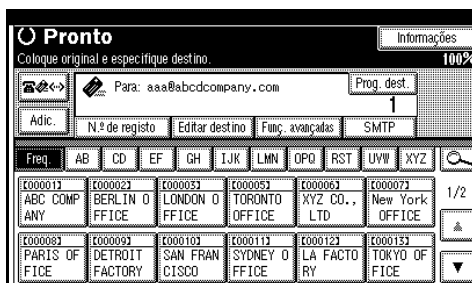 Pronto
Informações
Coloque original e especifique destino.
100%
Para: aaa@abcdcompany.com
Prog. dest.
1
Adic.
N.º de registo
Editar destino
Funç. avançadas
SMTP
Freq.
AB
CD
EF
GH
IJK
LMN
OPQ
RST
UVW
XYZ
[00001]
ABC COMP
ANY
[00002]
BERLIN O
FFICE
[00003]
LONDON O
FFICE
[00005]
TORONTO
OFFICE
[00006]
XYZ CO.,
LTD
[00007]
New York
OFFICE
1/2
[00008]
PARIS OF
FICE
[00009]
DETROIT
FACTORY
[00010]
SAN FRAN
CISCO
[00011]
SYDNEY O
FFICE
[00012]
LA FACTO
RY
[00013]
TOKYO OF
FICE